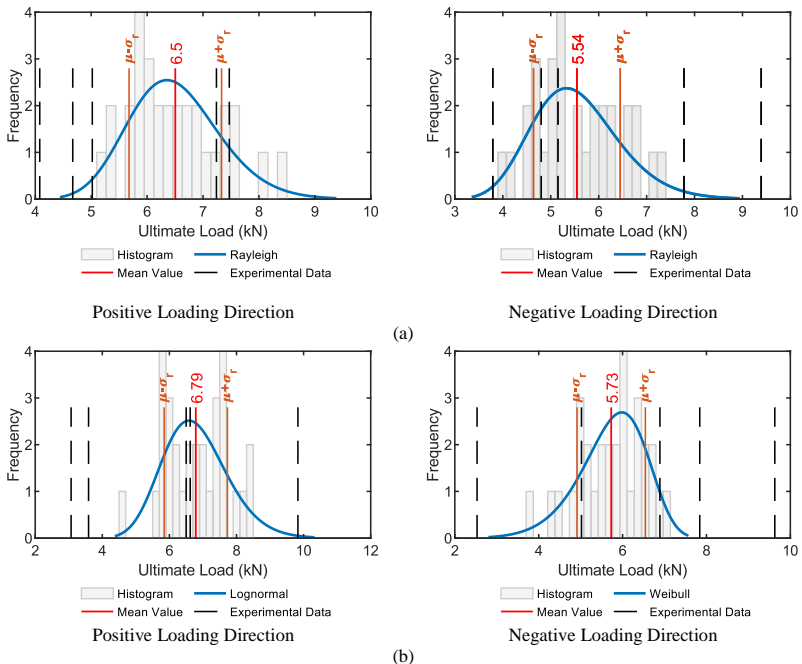 4
3
2
1
0
Frequency
μ-σr
6.5
μ+σr
4 5 6 7 8 9 10
Ultimate Load (kN)
Histogram Rayleigh
Mean Value Experimental Data
Positive Loading Direction
4
3
2
1
0
Frequency
μ-σr
5.54
μ+σr
3 4 5 6 7 8 9 10
Ultimate Load (kN)
Histogram Rayleigh
Mean Value Experimental Data
Negative Loading Direction
(a)
4
3
2
1
0
Frequency
μ-σr
6.79
μ+σr
2 4 6 8 10 12
Ultimate Load (kN)
Histogram Lognormal
Mean Value Experimental Data
Positive Loading Direction
4
3
2
1
0
Frequency
μ-σr
5.73
μ+σr
2 4 6 8 10
Ultimate Load (kN)
Histogram Weibull
Mean Value Experimental Data
Negative Loading Direction
(b)